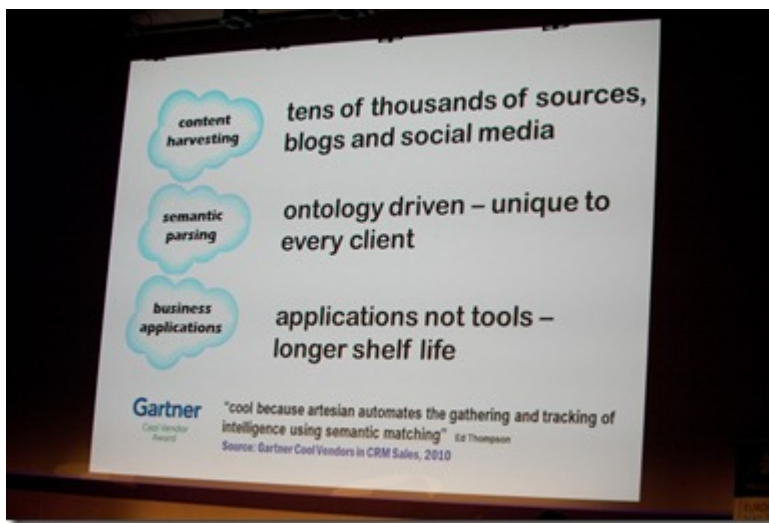 content
harvesting
tens of thousands of sources,
blogs and social media
semantic
parsing
ontology driven – unique to
every client
business
applications
applications not tools –
longer shelf life
Gartner
Cool Vendor
Award
"cool because artesian automates the gathering and tracking of
intelligence using semantic matching" Ed Thompson
Source: Gartner Cool Vendors in CRM Sales, 2010